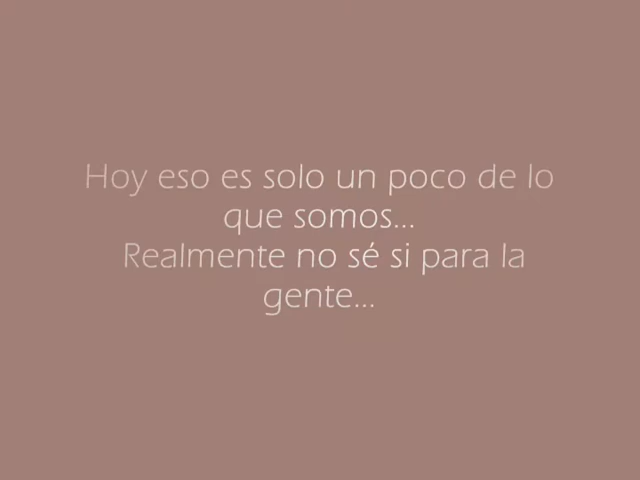 Hoy eso es solo un poco de lo
que somos...
Realmente no sé si para la
gente...